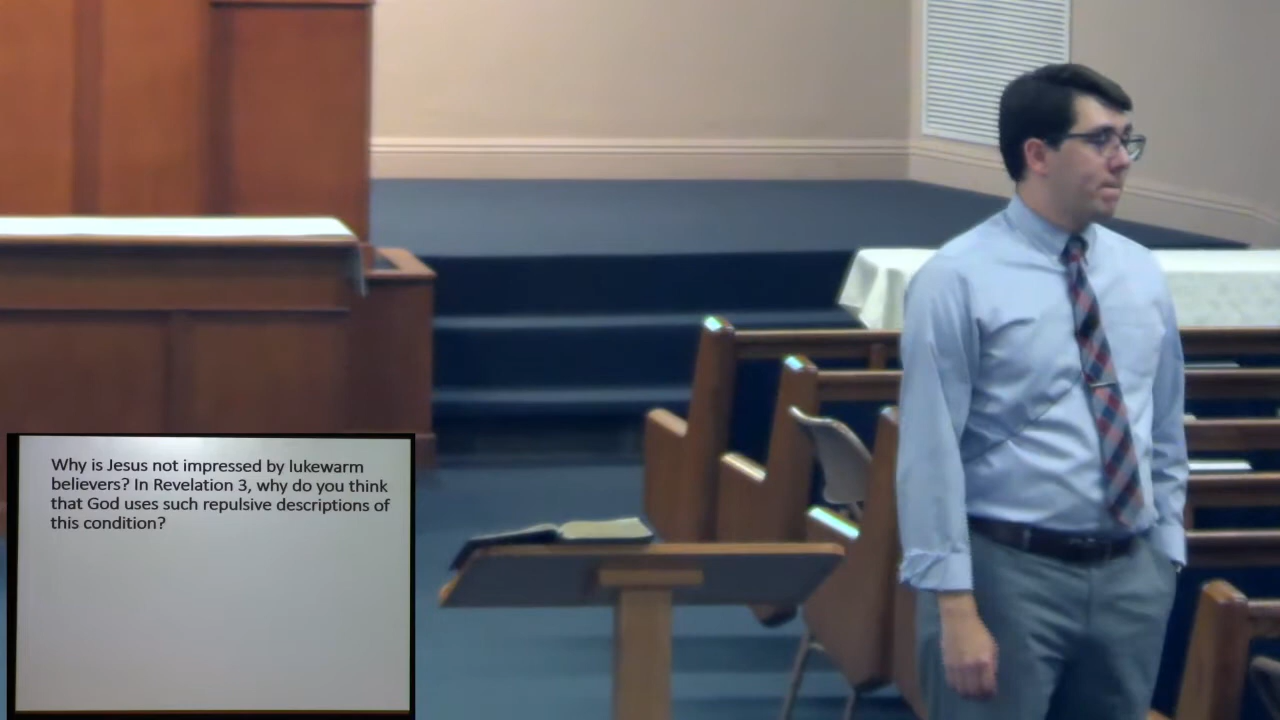 Why is Jesus not impressed by lukewarm
believers? In Revelation 3, why do you think
that God uses such repulsive descriptions of
this condition?